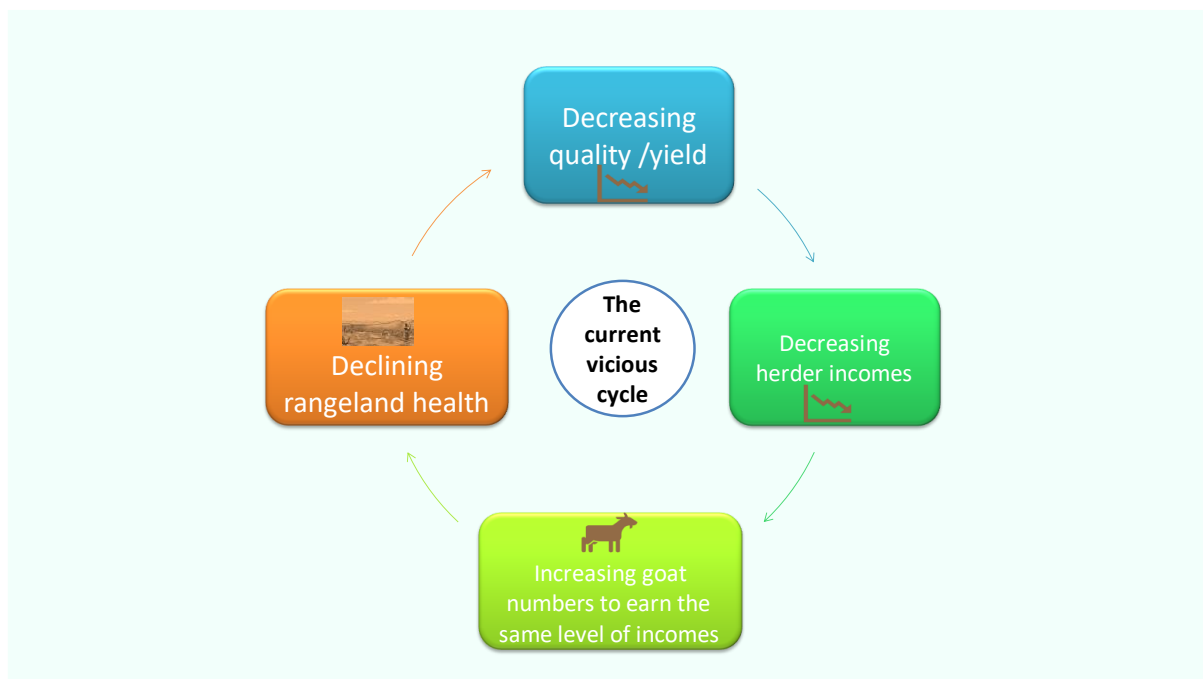 Decreasing
quality /yield
The
current
vicious
cycle
Decreasing
herder incomes
Declining
rangeland health
Increasing goat
numbers to earn the
same level of incomes